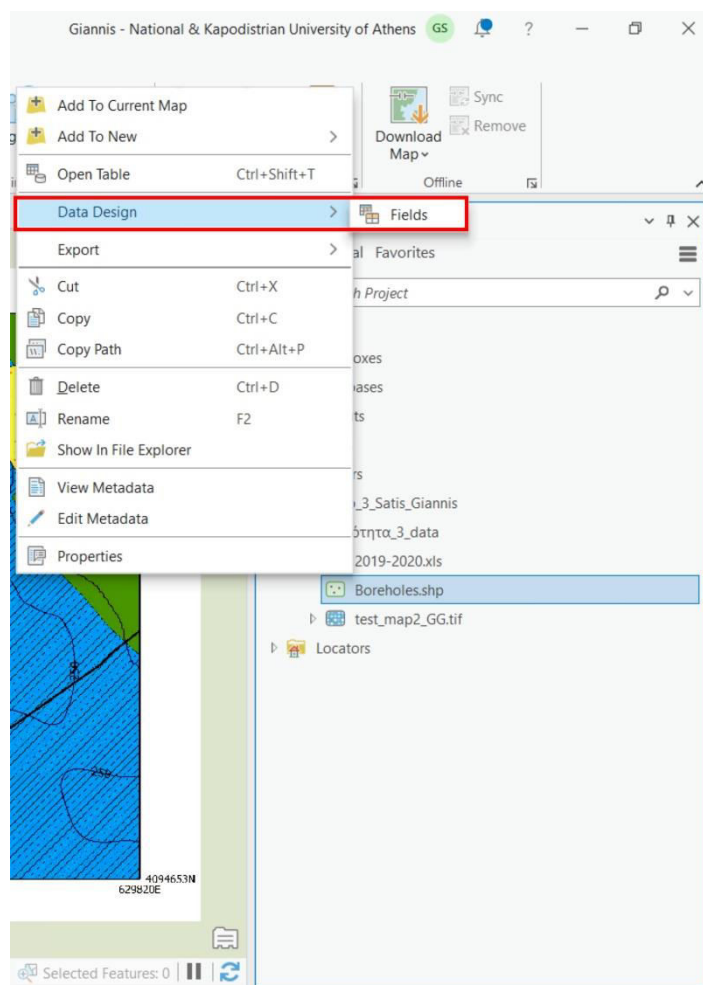 Giannis - National & Kapodistrian University of Athens GS ?
Add To Current Map
Add To New
Open Table Ctrl+Shift+T
Data Design
Export
Cut Ctrl+X
Copy Ctrl+C
Copy Path Ctrl+Alt+P
Delete Ctrl+D
Rename F2
Show In File Explorer
View Metadata
Edit Metadata
Properties
Sync
Remove
Download
Map
Offline
Fields
al Favorites
h Project
oxes
bases
ts
rs
_3_Satis_Giannis
ότητα_3_data
2019-2020.xls
Boreholes.shp
test_map2_GG.tif
Locators
250
4094653N
629820E
Selected Features: 0